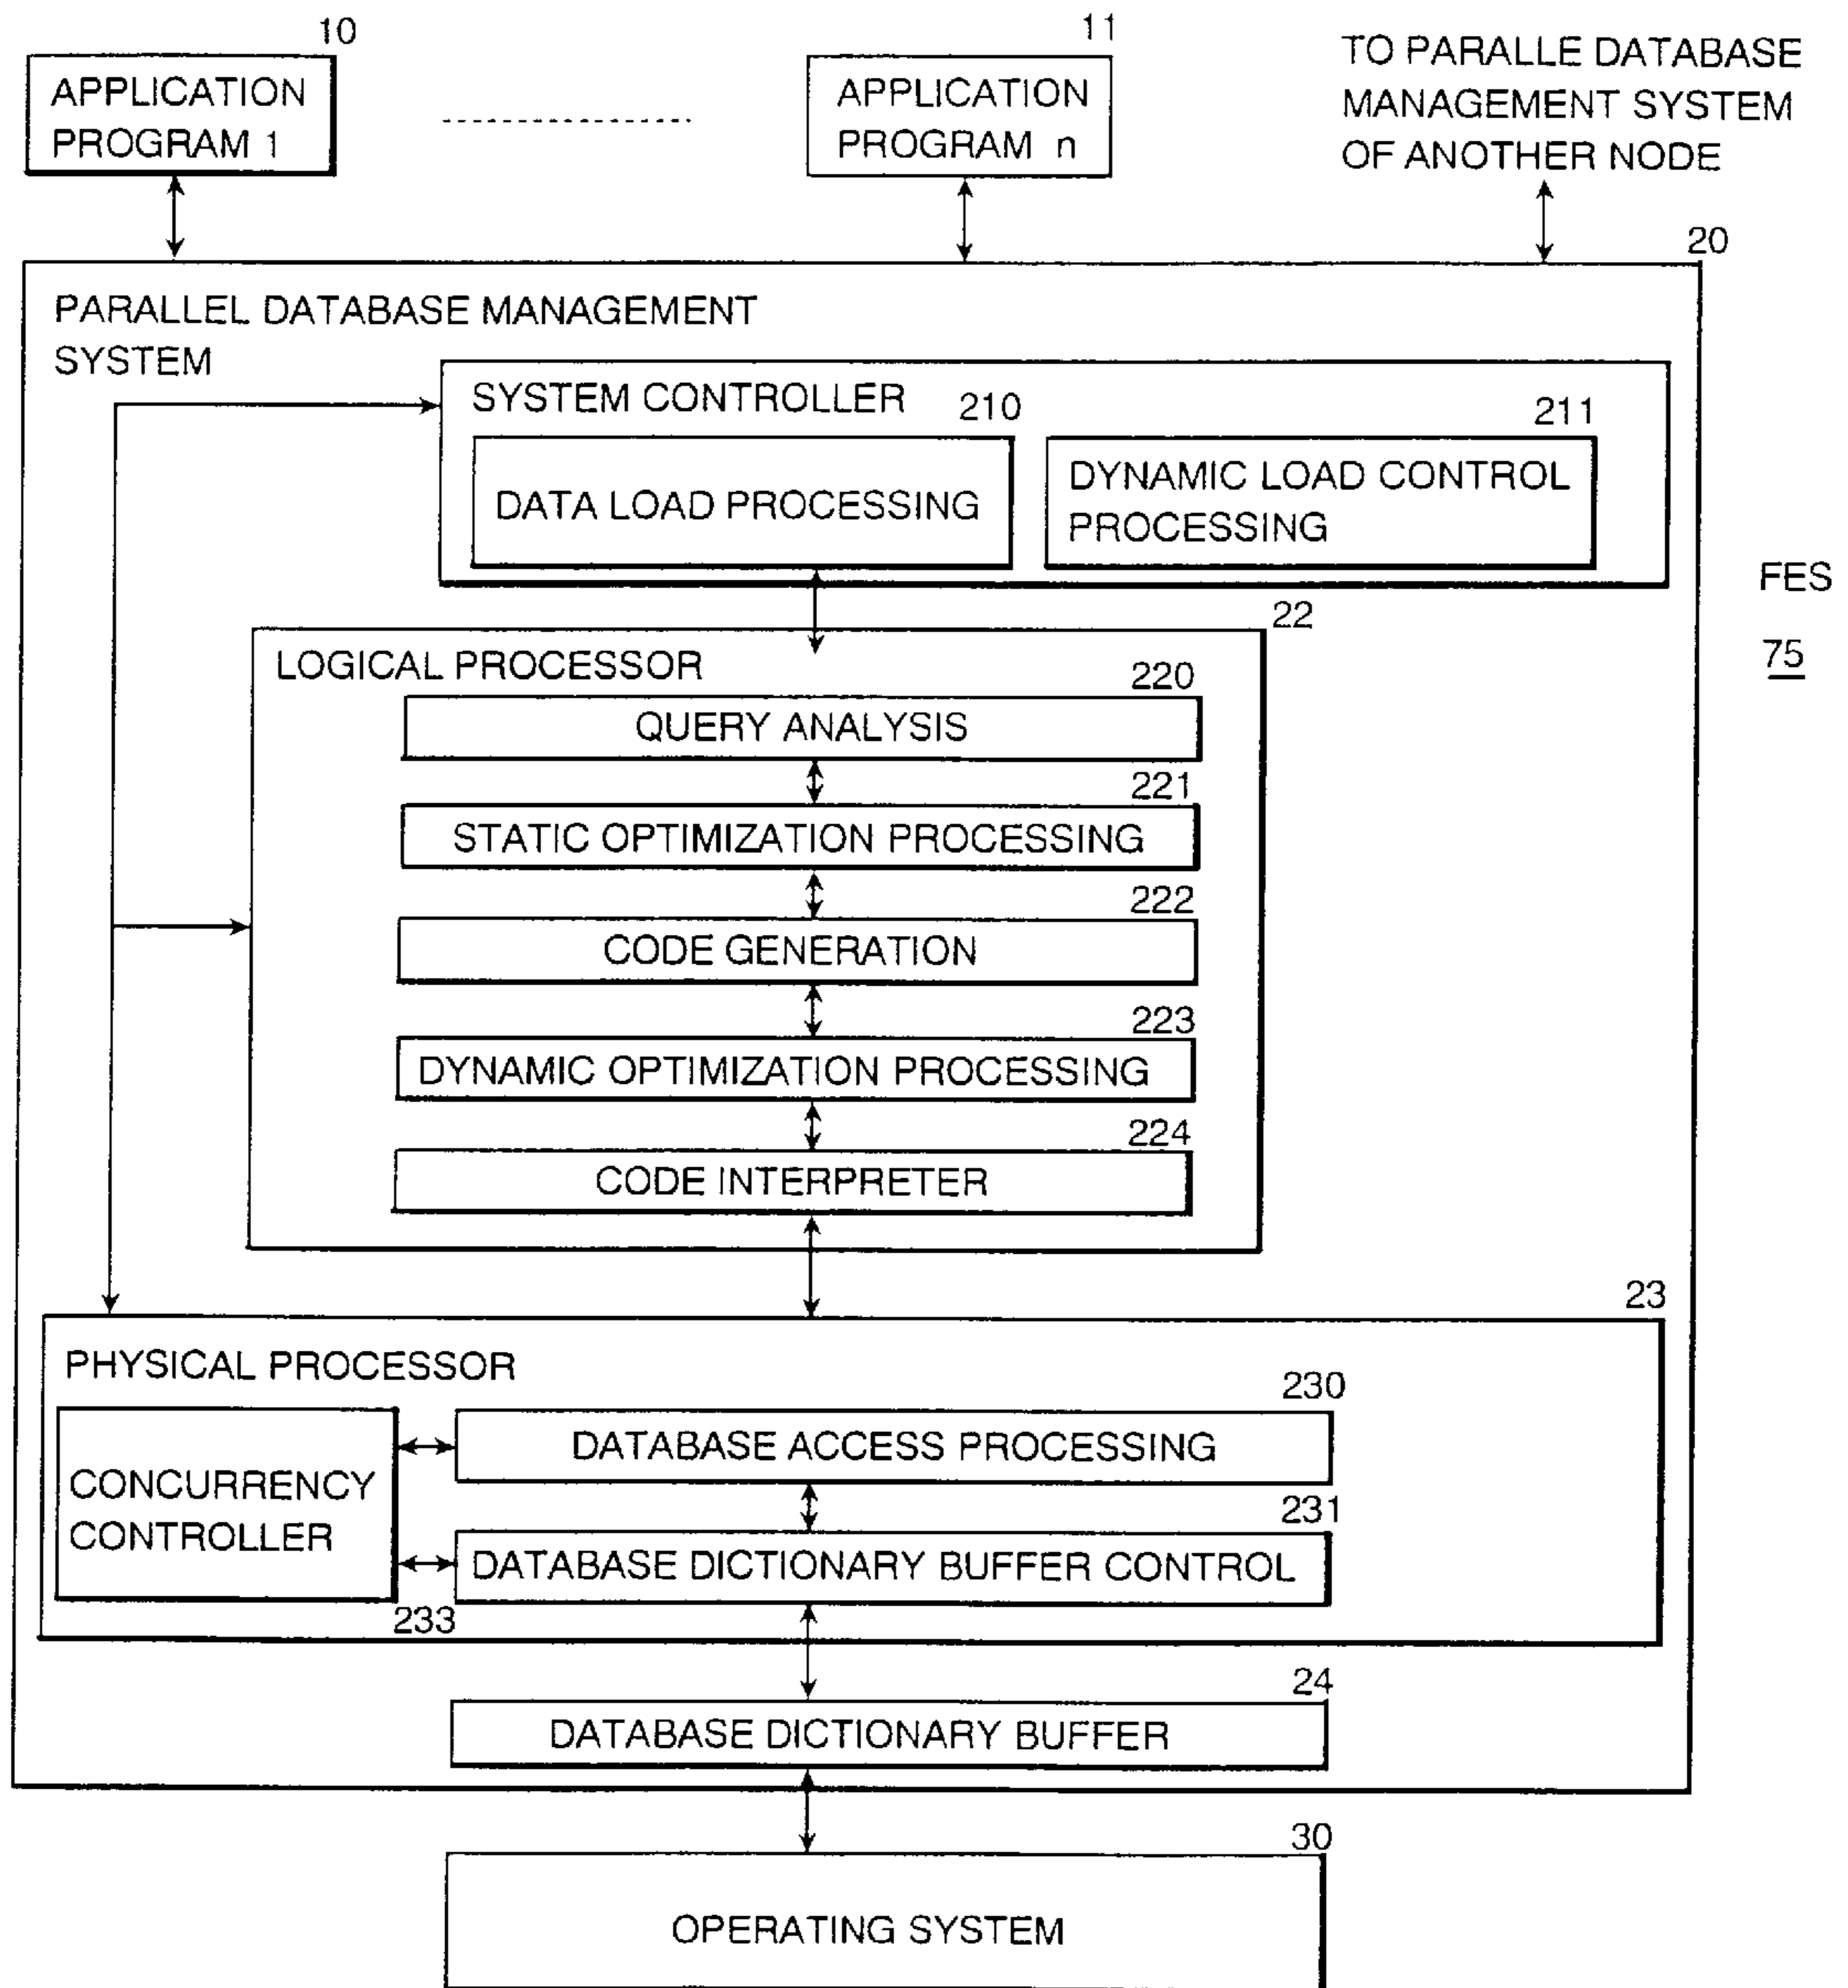 10
APPLICATION
PROGRAM 1
11
APPLICATION
PROGRAM n
TO PARALLE DATABASE
MANAGEMENT SYSTEM
OF ANOTHER NODE
20
PARALLEL DATABASE MANAGEMENT
SYSTEM
SYSTEM CONTROLLER
210
DATA LOAD PROCESSING
211
DYNAMIC LOAD CONTROL
PROCESSING
FES
75
22
LOGICAL PROCESSOR
220
QUERY ANALYSIS
221
STATIC OPTIMIZATION PROCESSING
222
CODE GENERATION
223
DYNAMIC OPTIMIZATION PROCESSING
224
CODE INTERPRETER
23
PHYSICAL PROCESSOR
230
DATABASE ACCESS PROCESSING
CONCURRENCY
CONTROLLER
231
DATABASE DICTIONARY BUFFER CONTROL
233
24
DATABASE DICTIONARY BUFFER
30
OPERATING SYSTEM